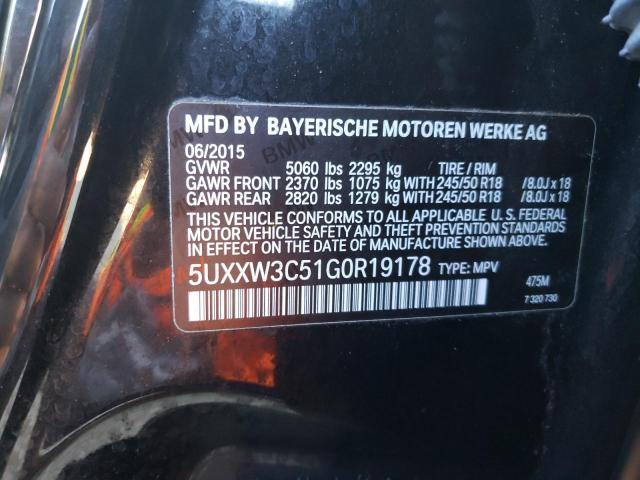 MFD BY BAYERISCHE MOTOREN WERKE AG
06/2015
GVWR 5060 lbs 2295 kg TIRE / RIM
GAWR FRONT 2370 lbs 1075 kg WITH 245/50 R18 /8.0J x 18
GAWR REAR 2820 lbs 1279 kg WITH 245/50 R18 /8.0J x 18
THIS VEHICLE CONFORMS TO ALL APPLICABLE U. S. FEDERAL
MOTOR VEHICLE SAFETY AND THEFT PREVENTION STANDARDS
IN EFFECT ON THE DATE OF MANUFACTURE SHOWN ABOVE.
5UXXW3C51G0R19178 TYPE: MPV 475M
7 320 730